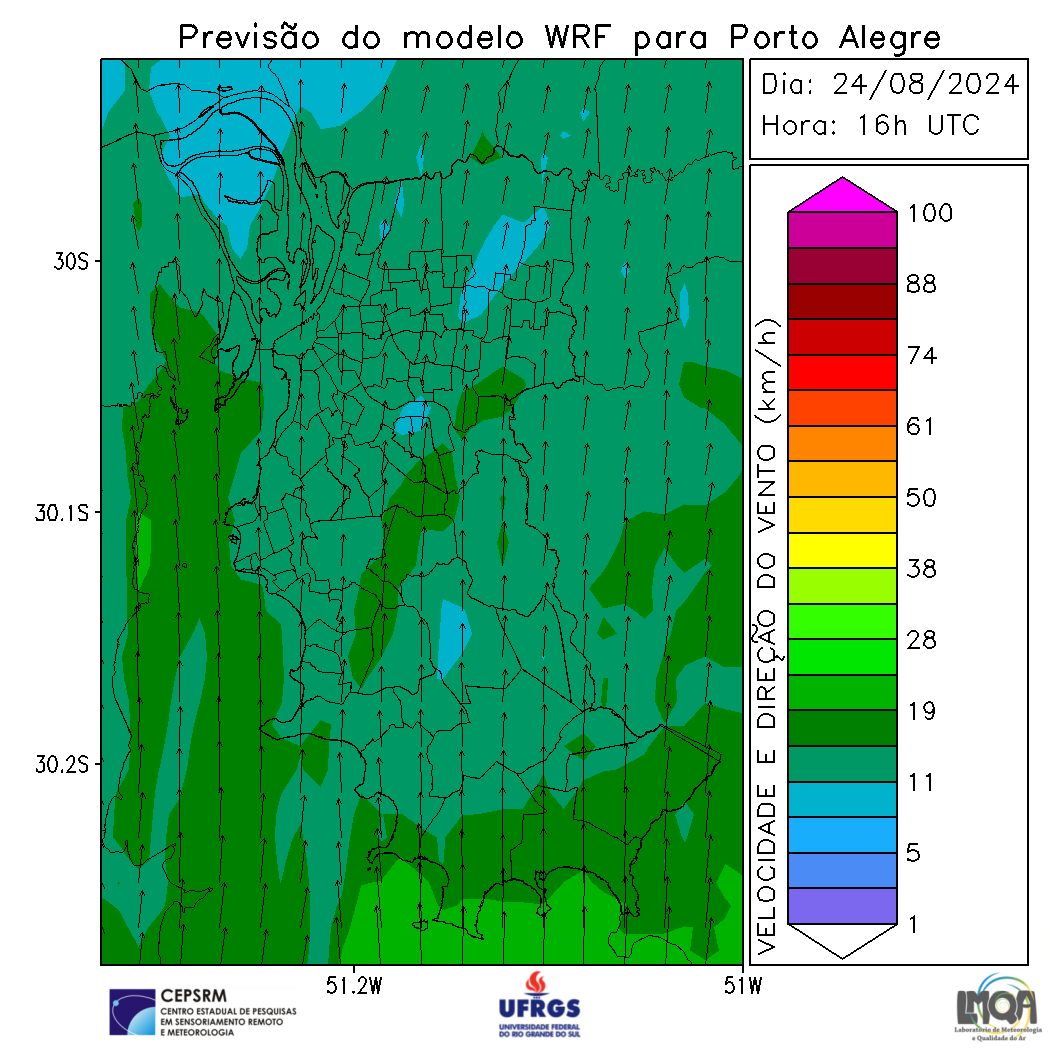 Previsão do modelo WRF para Porto Alegre
Dia: 24/08/2024
Hora: 16h UTC
30S
30.1S
30.2S
51.2W
51W
VELOCIDADE E DIREÇÃO DO VENTO (km/h)
100
88
74
61
50
38
28
19
11
5
1
CEPSRM
CENTRO ESTADUAL DE PESQUISAS
EM SENSORIAMENTO REMOTO
E METEOROLOGIA
UFRGS
UNIVERSIDADE FEDERAL
DO RIO GRANDE DO SUL
LMQA
Laboratório de Meteorologia
e Qualidade do Ar